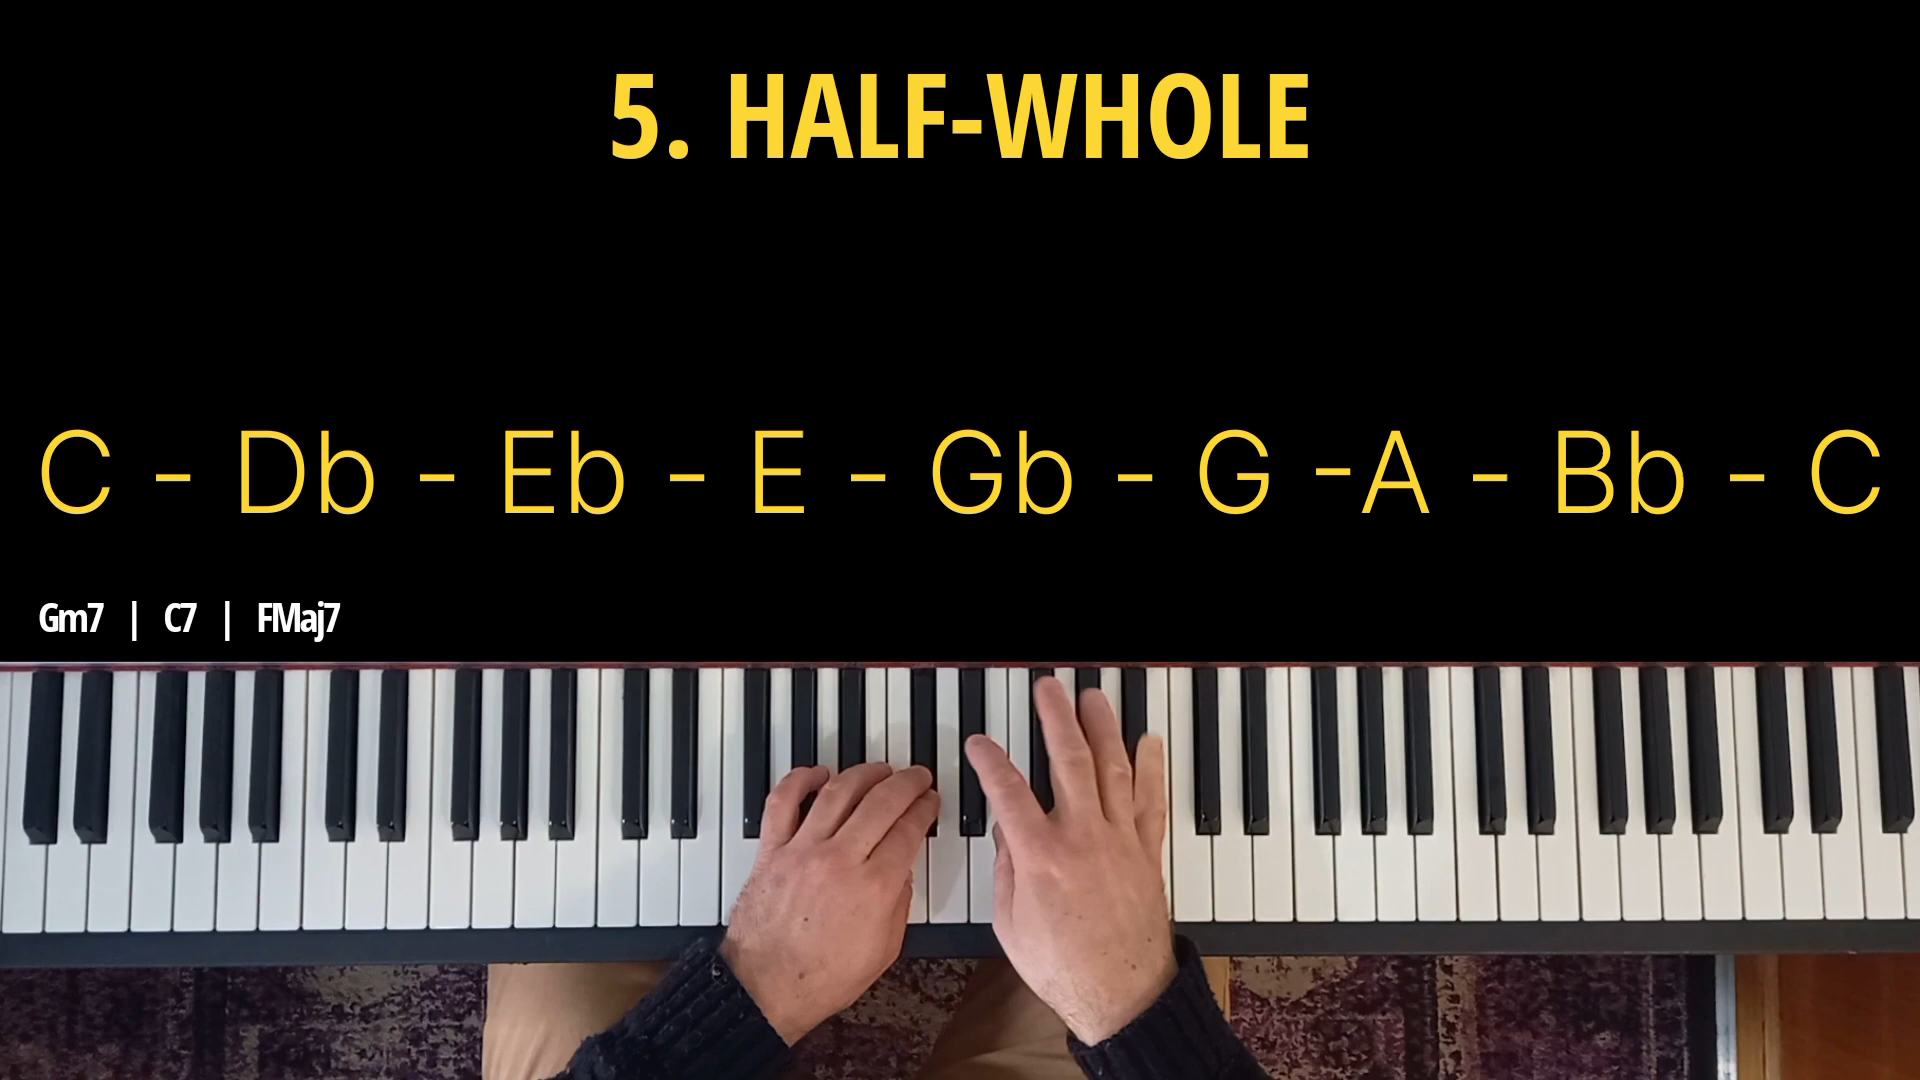 5. HALF-WHOLE
C - Db - Eb - E - Gb - G -A - Bb - C
Gm7 | C7 | FMaj7